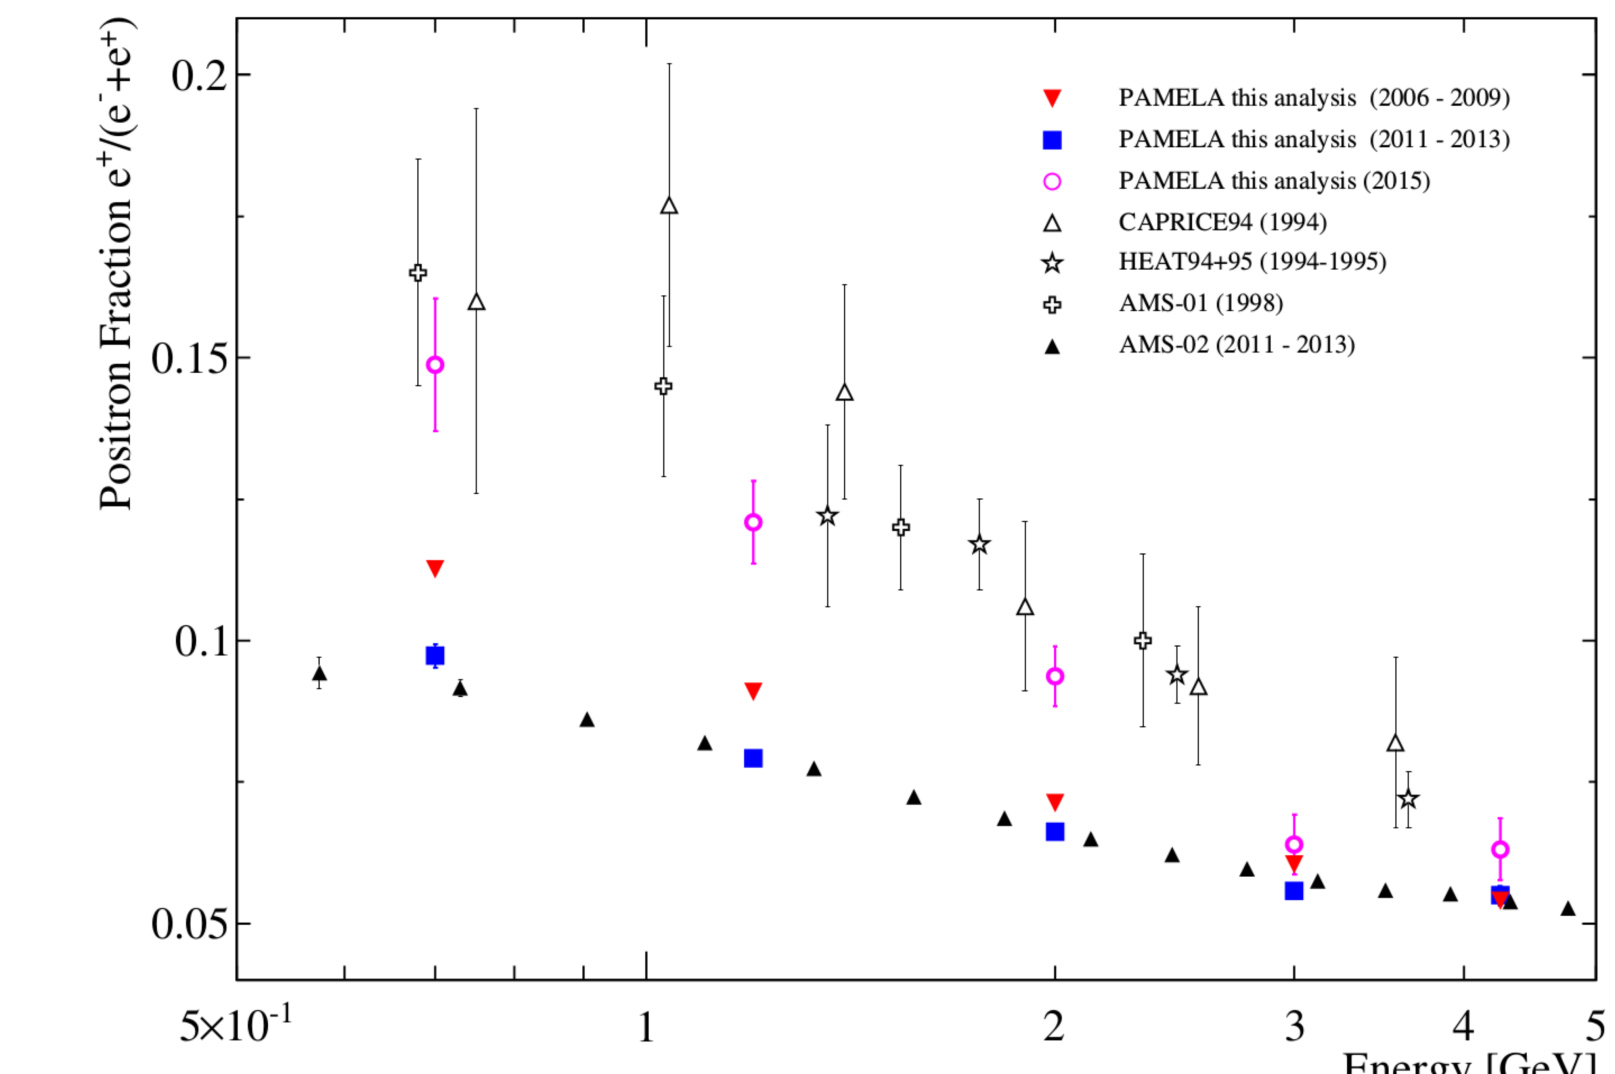 Positron Fraction e⁺/(e⁻+e⁺)
0.2
0.15
0.1
0.05
PAMELA this analysis (2006 - 2009)
PAMELA this analysis (2011 - 2013)
PAMELA this analysis (2015)
CAPRICE94 (1994)
HEAT94+95 (1994-1995)
AMS-01 (1998)
AMS-02 (2011 - 2013)
5×10⁻¹ 1 2 3 4 5
Energy [GeV]